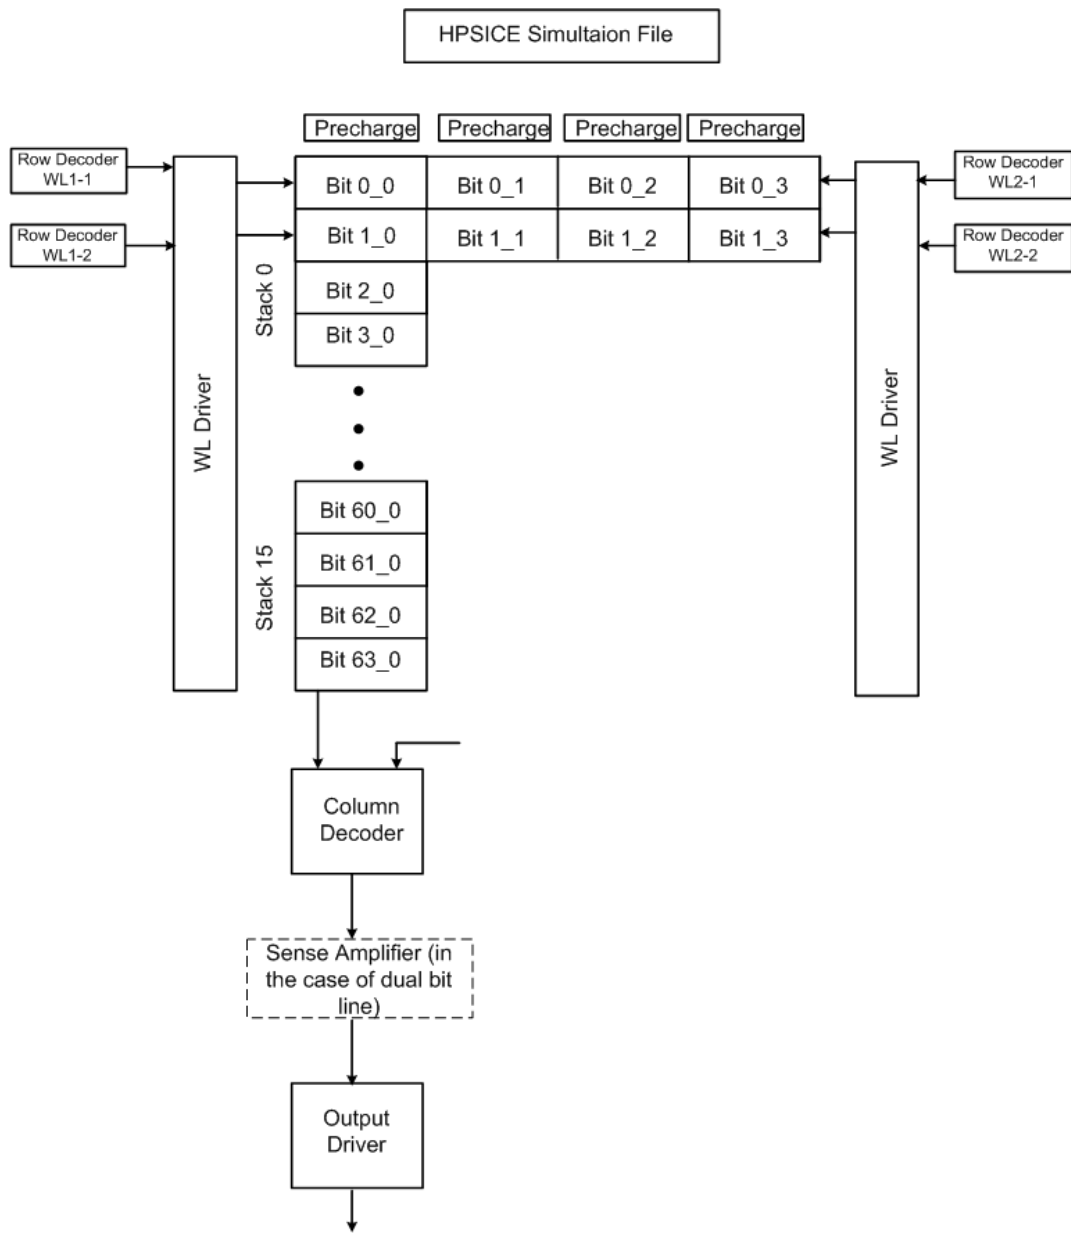 HPSICE Simultaion File
Precharge Precharge Precharge Precharge
Row Decoder
WL1-1
Row Decoder
WL1-2
WL Driver
Stack 0
Stack 15
Bit 0_0 Bit 0_1 Bit 0_2 Bit 0_3
Bit 1_0 Bit 1_1 Bit 1_2 Bit 1_3
Bit 2_0
Bit 3_0
Bit 60_0
Bit 61_0
Bit 62_0
Bit 63_0
WL Driver
Row Decoder
WL2-1
Row Decoder
WL2-2
Column
Decoder
Sense Amplifier (in
the case of dual bit
line)
Output
Driver